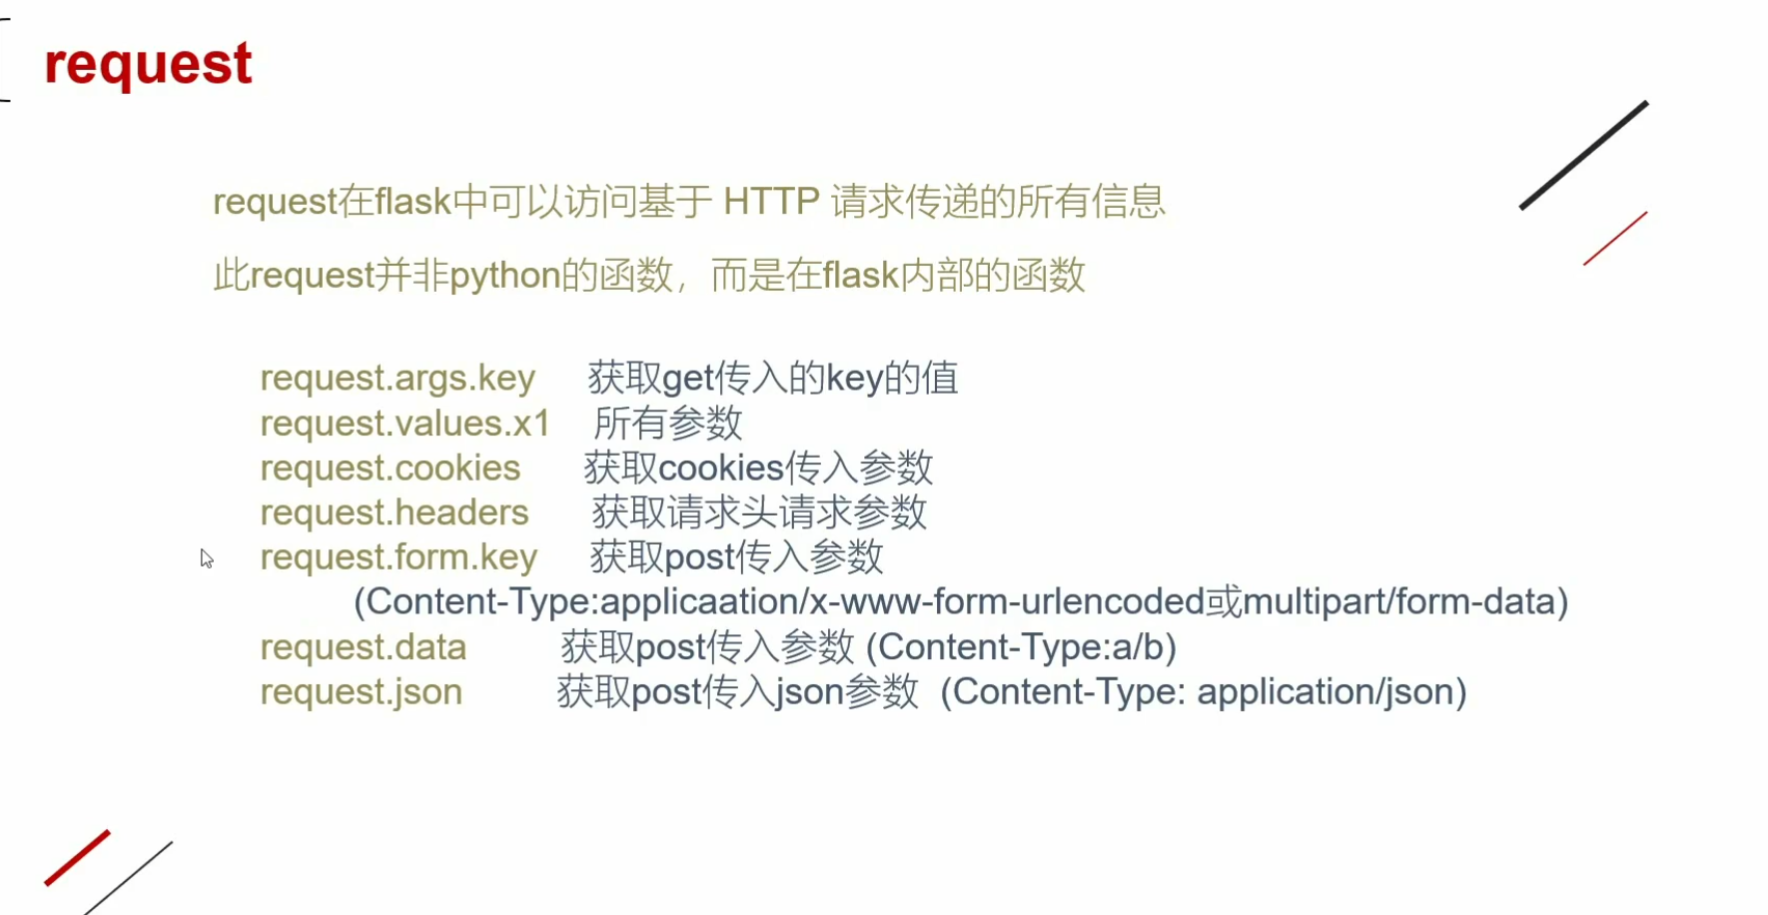 request
request在flask中可以访问基于 HTTP 请求传递的所有信息
此request并非python的函数，而是在flask内部的函数
request.args.key 获取get传入的key的值
request.values.x1 所有参数
request.cookies 获取cookies传入参数
request.headers 获取请求头请求参数
request.form.key 获取post传入参数
(Content-Type:applicaation/x-www-form-urlencoded或multipart/form-data)
request.data 获取post传入参数 (Content-Type:a/b)
request.json 获取post传入json参数 (Content-Type: application/json)